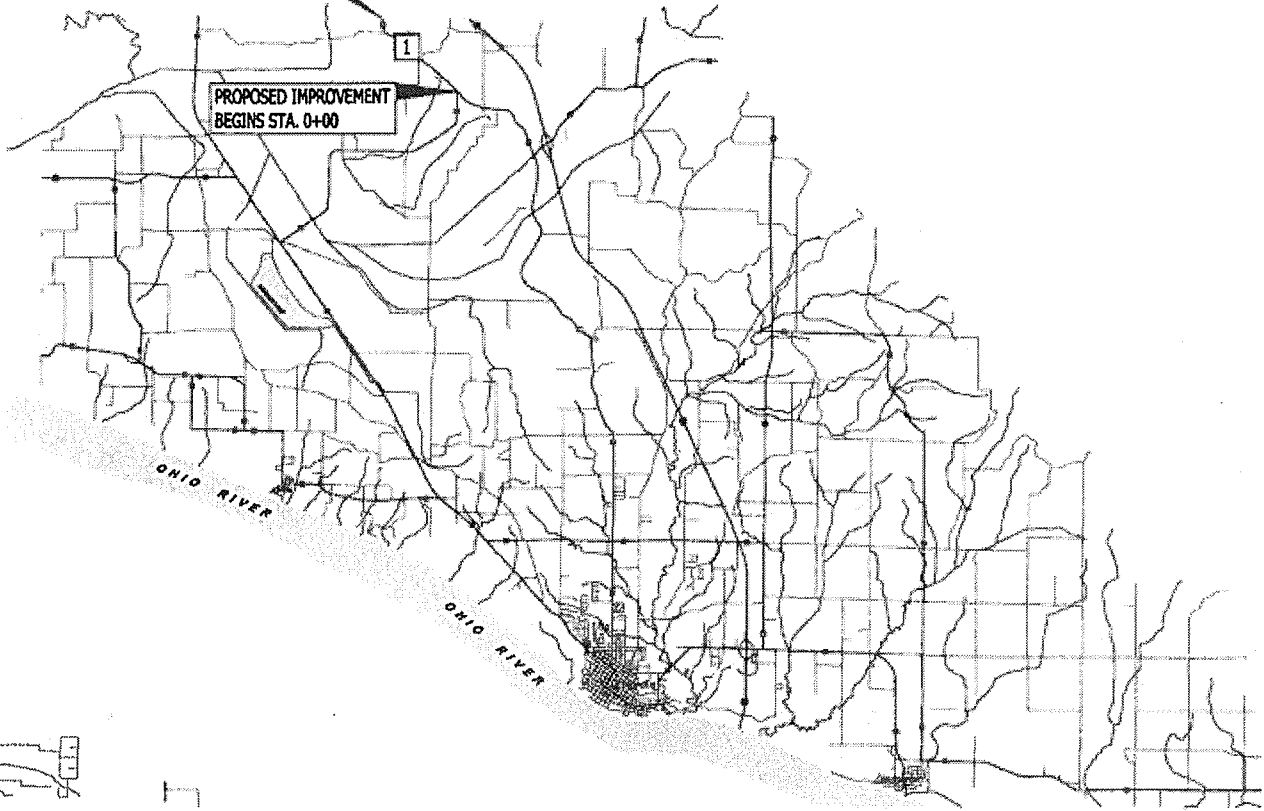 1
PROPOSED IMPROVEMENT
BEGINS STA. 0+00
OHIO RIVER
OHIO RIVER